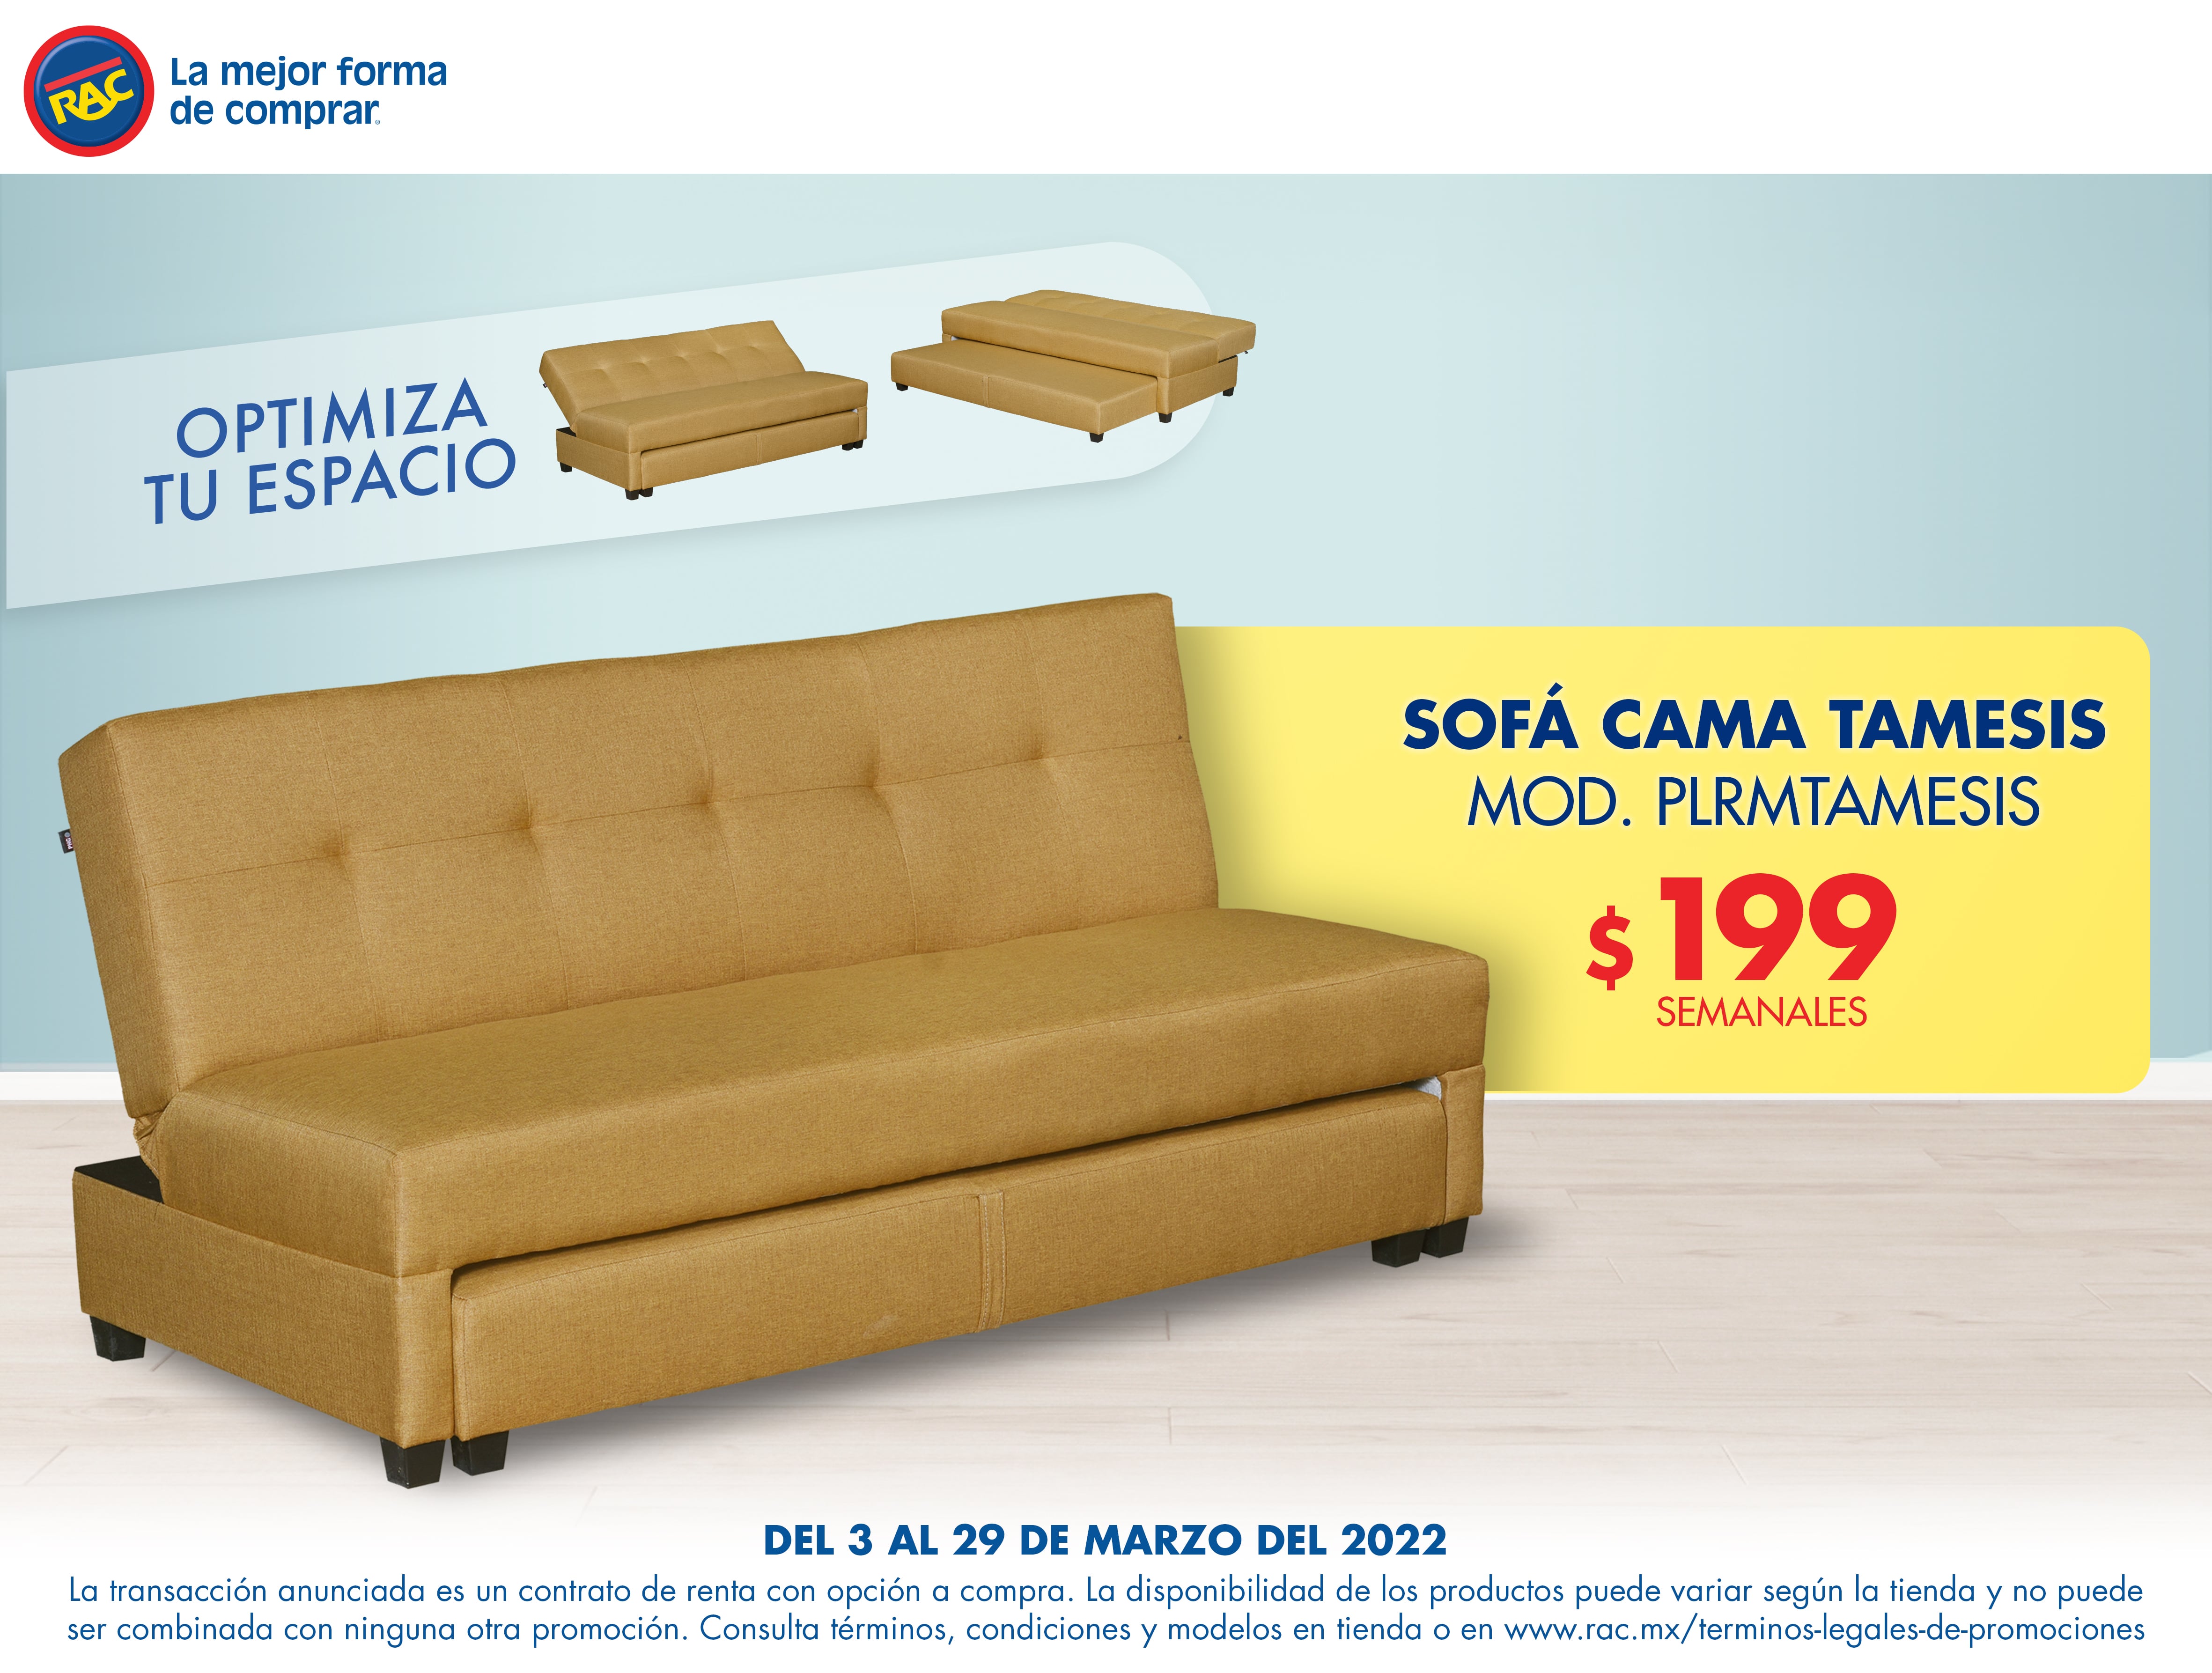 RAC
La mejor forma
de comprar®
OPTIMIZA
TU ESPACIO
SOFÁ CAMA TAMESIS
MOD. PLRMTAMESIS
$199
SEMANALES
DEL 3 AL 29 DE MARZO DEL 2022
La transacción anunciada es un contrato de renta con opción a compra. La disponibilidad de los productos puede variar según la tienda y no puede
ser combinada con ninguna otra promoción. Consulta términos, condiciones y modelos en tienda o en www.rac.mx/terminos-legales-de-promociones